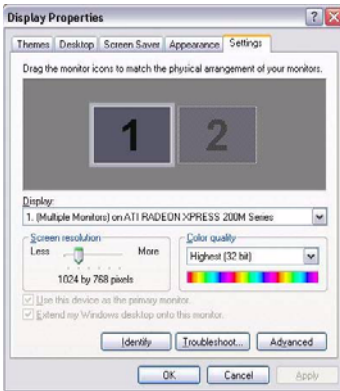 Display Properties
Themes Desktop Screen Saver Appearance Settings
Drag the monitor icons to match the physical arrangement of your monitors.
1 2
Display:
1. (Multiple Monitors) on ATI RADEON XPRESS 200M Series
Screen resolution
Less More
1024 by 768 pixels
Color quality
Highest (32 bit)
Use this device as the primary monitor.
Extend my Windows desktop onto this monitor.
Identify Troubleshoot... Advanced
OK Cancel Apply